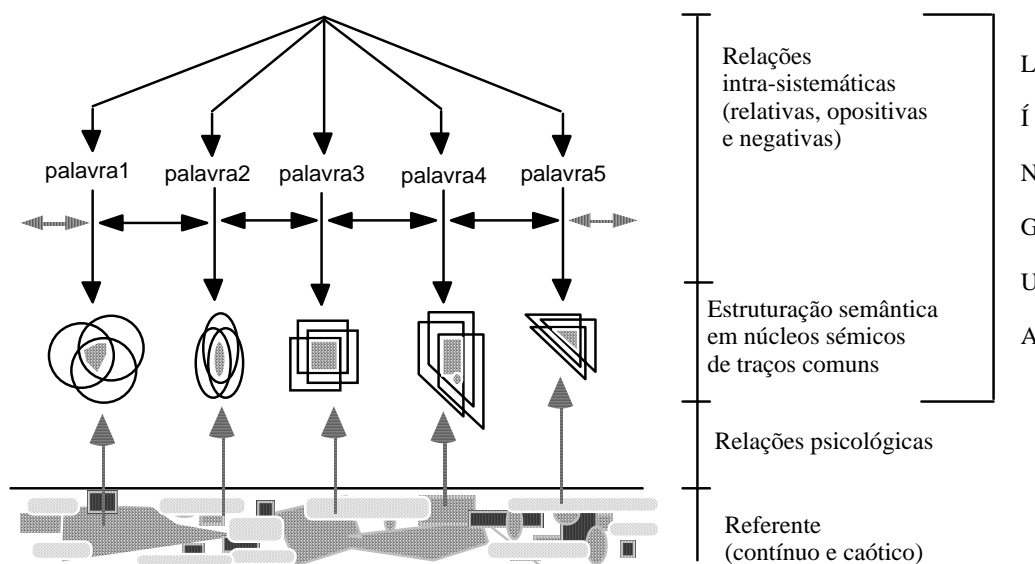 palavra1 palavra2 palavra3 palavra4 palavra5
Relações
intra-sistemáticas
(relativas, opositivas
e negativas)
Estruturação semântica
em núcleos sémicos
de traços comuns
Relações psicológicas
Referente
(contínuo e caótico)
L
Í
N
G
U
A